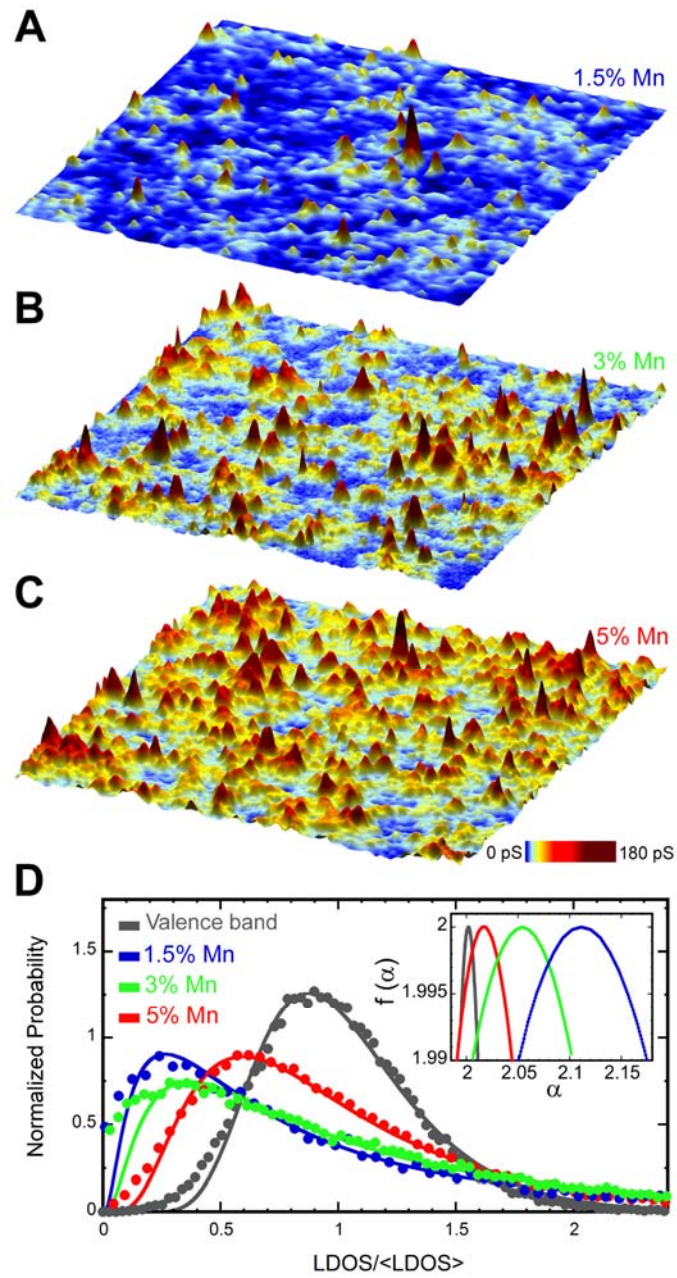 A
1.5% Mn
B
3% Mn
C
5% Mn
0 pS 180 pS
D
Valence band
1.5% Mn
3% Mn
5% Mn
Normalized Probability
1.5
1
0.5
0
0 0.5 1 1.5 2
LDOS/<LDOS>
f (α)
2
1.995
1.99
2 2.05 2.1 2.15
α